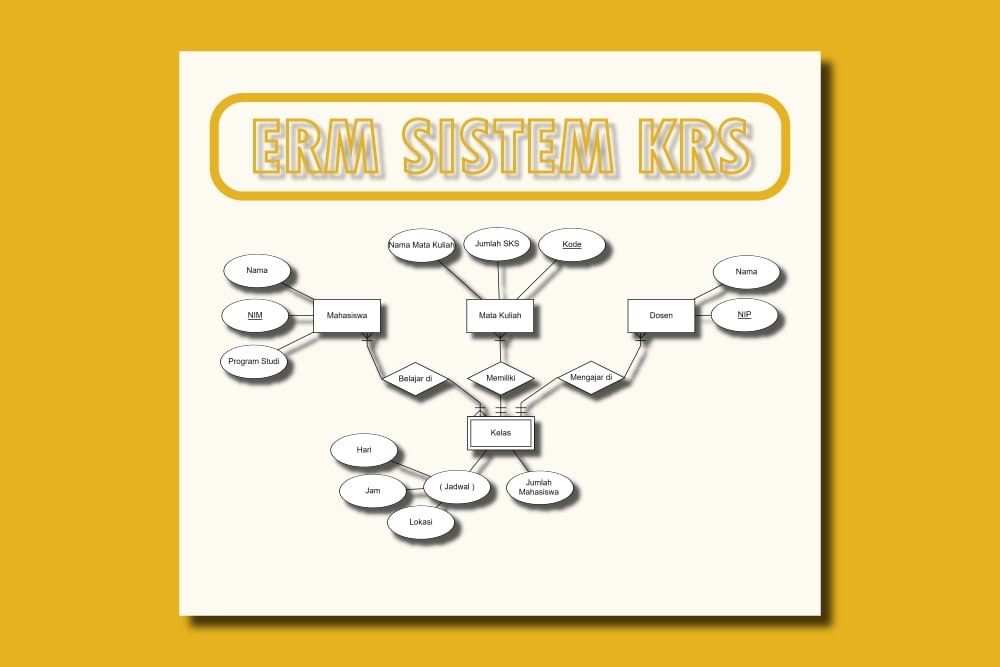 ERM SISTEM KRS
Nama Mata Kuliah
Jumlah SKS
Kode
Nama
Nama
NIM
Mahasiswa
Mata Kuliah
Dosen
NIP
Program Studi
Belajar di
Memiliki
Mengajar di
Kelas
Hari
Jam
( Jadwal )
Jumlah
Mahasiswa
Lokasi